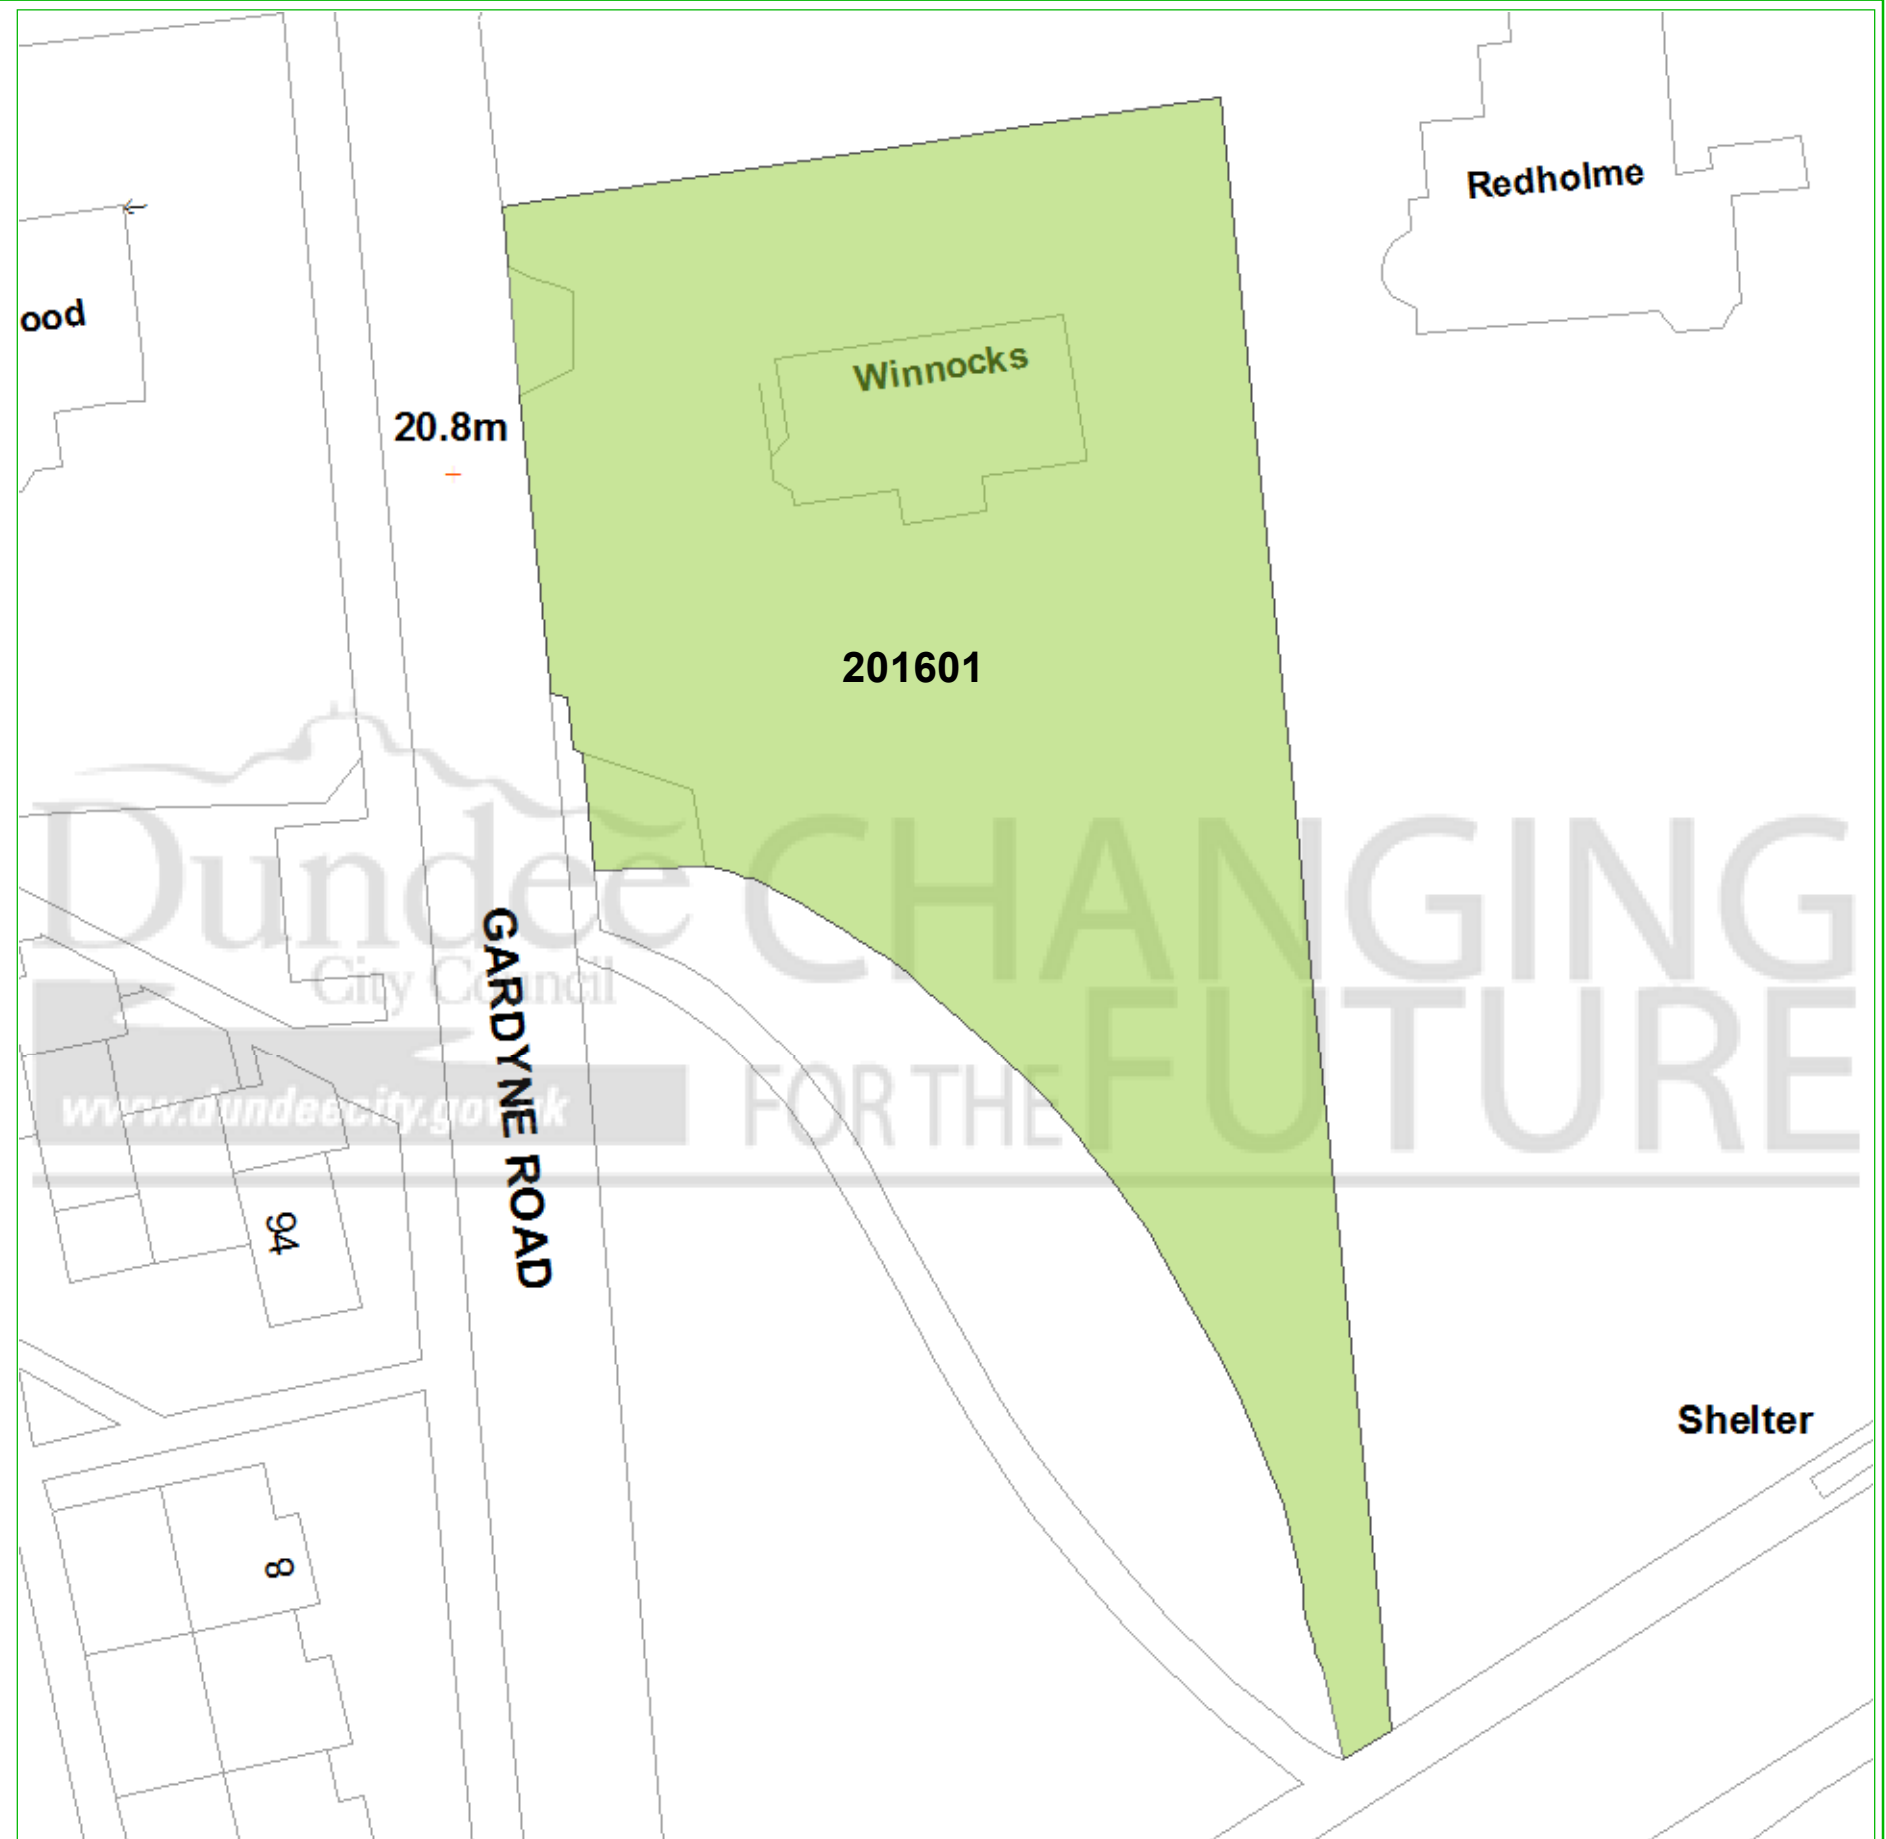 Redholme
ood
Winnocks
20.8m
201601
Dundee
City Council
www.dundeecity.gov.uk
CHANGING
FOR THE FUTURE
GARDYNE ROAD
94
Shelter
8